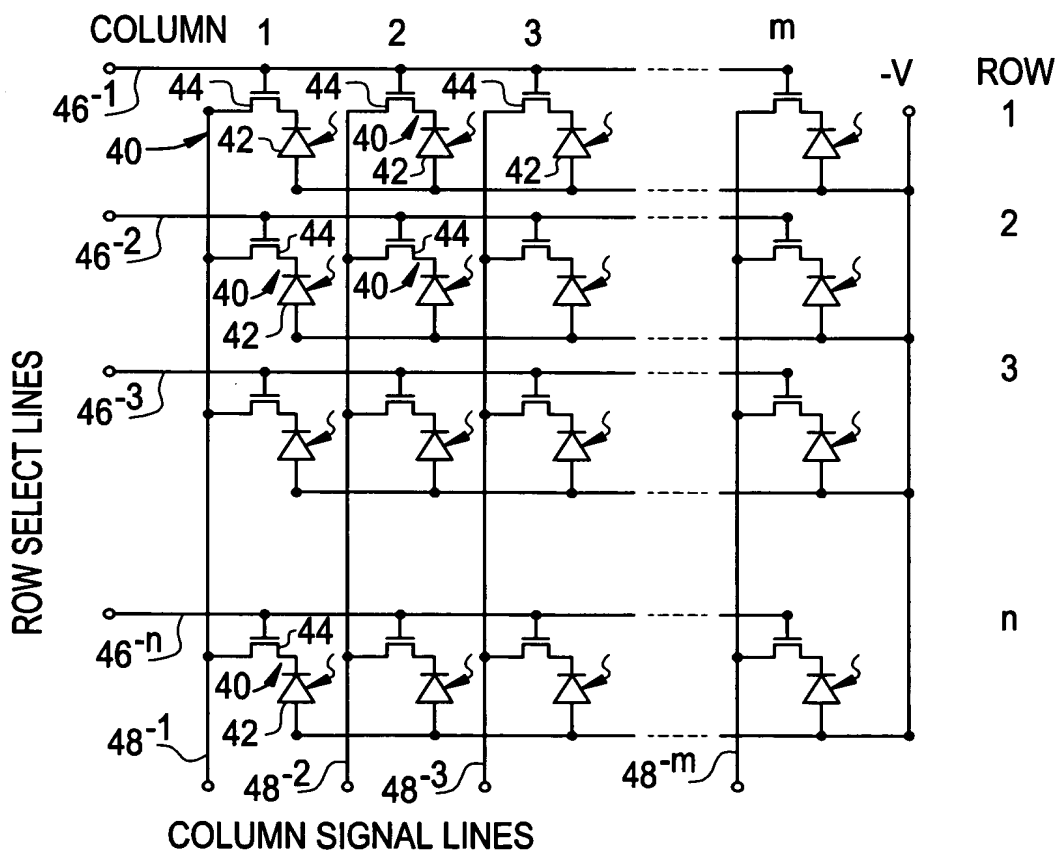 COLUMN 1 2 3 m
-V ROW
46-1 44 44 44 1
40 42 40 42 42
46-2 44 44 2
40 42 40
46-3 3
ROW SELECT LINES
46-n 44 n
40 42
48-1 48-2 48-3 48-m
COLUMN SIGNAL LINES